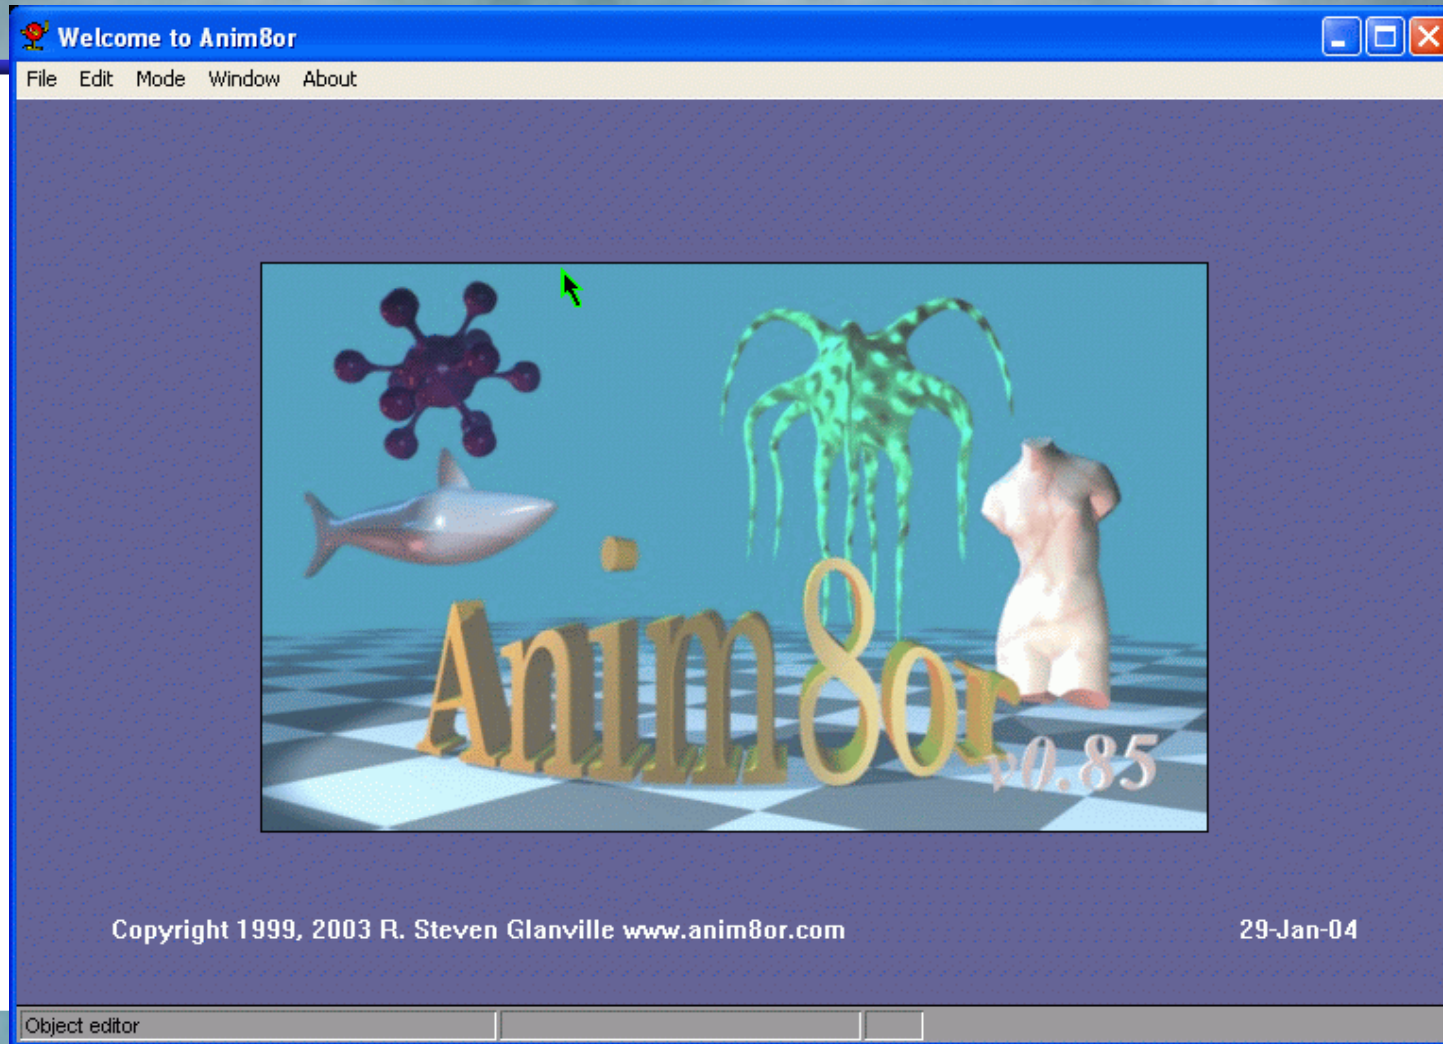 Welcome to Anim8or
File Edit Mode Window About
Anim8or
v0.85
Copyright 1999, 2003 R. Steven Glanville www.anim8or.com 29-Jan-04
Object editor